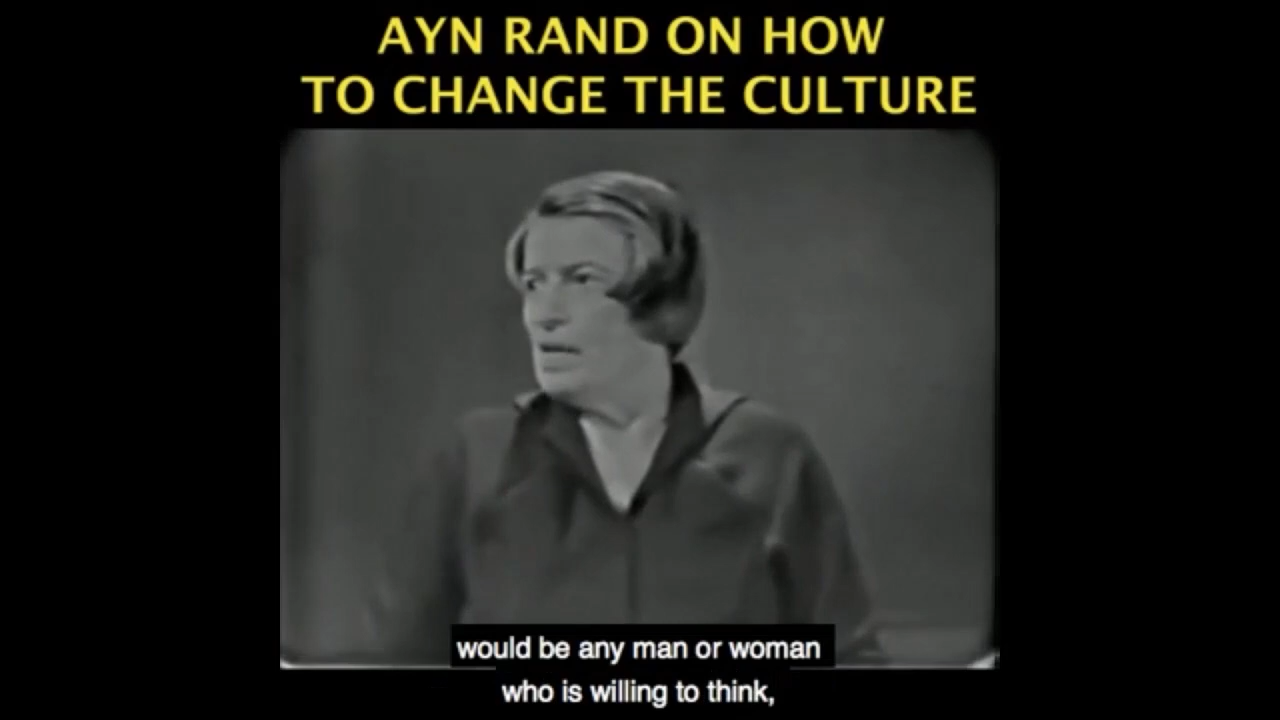 AYN RAND ON HOW
TO CHANGE THE CULTURE
would be any man or woman
who is willing to think,